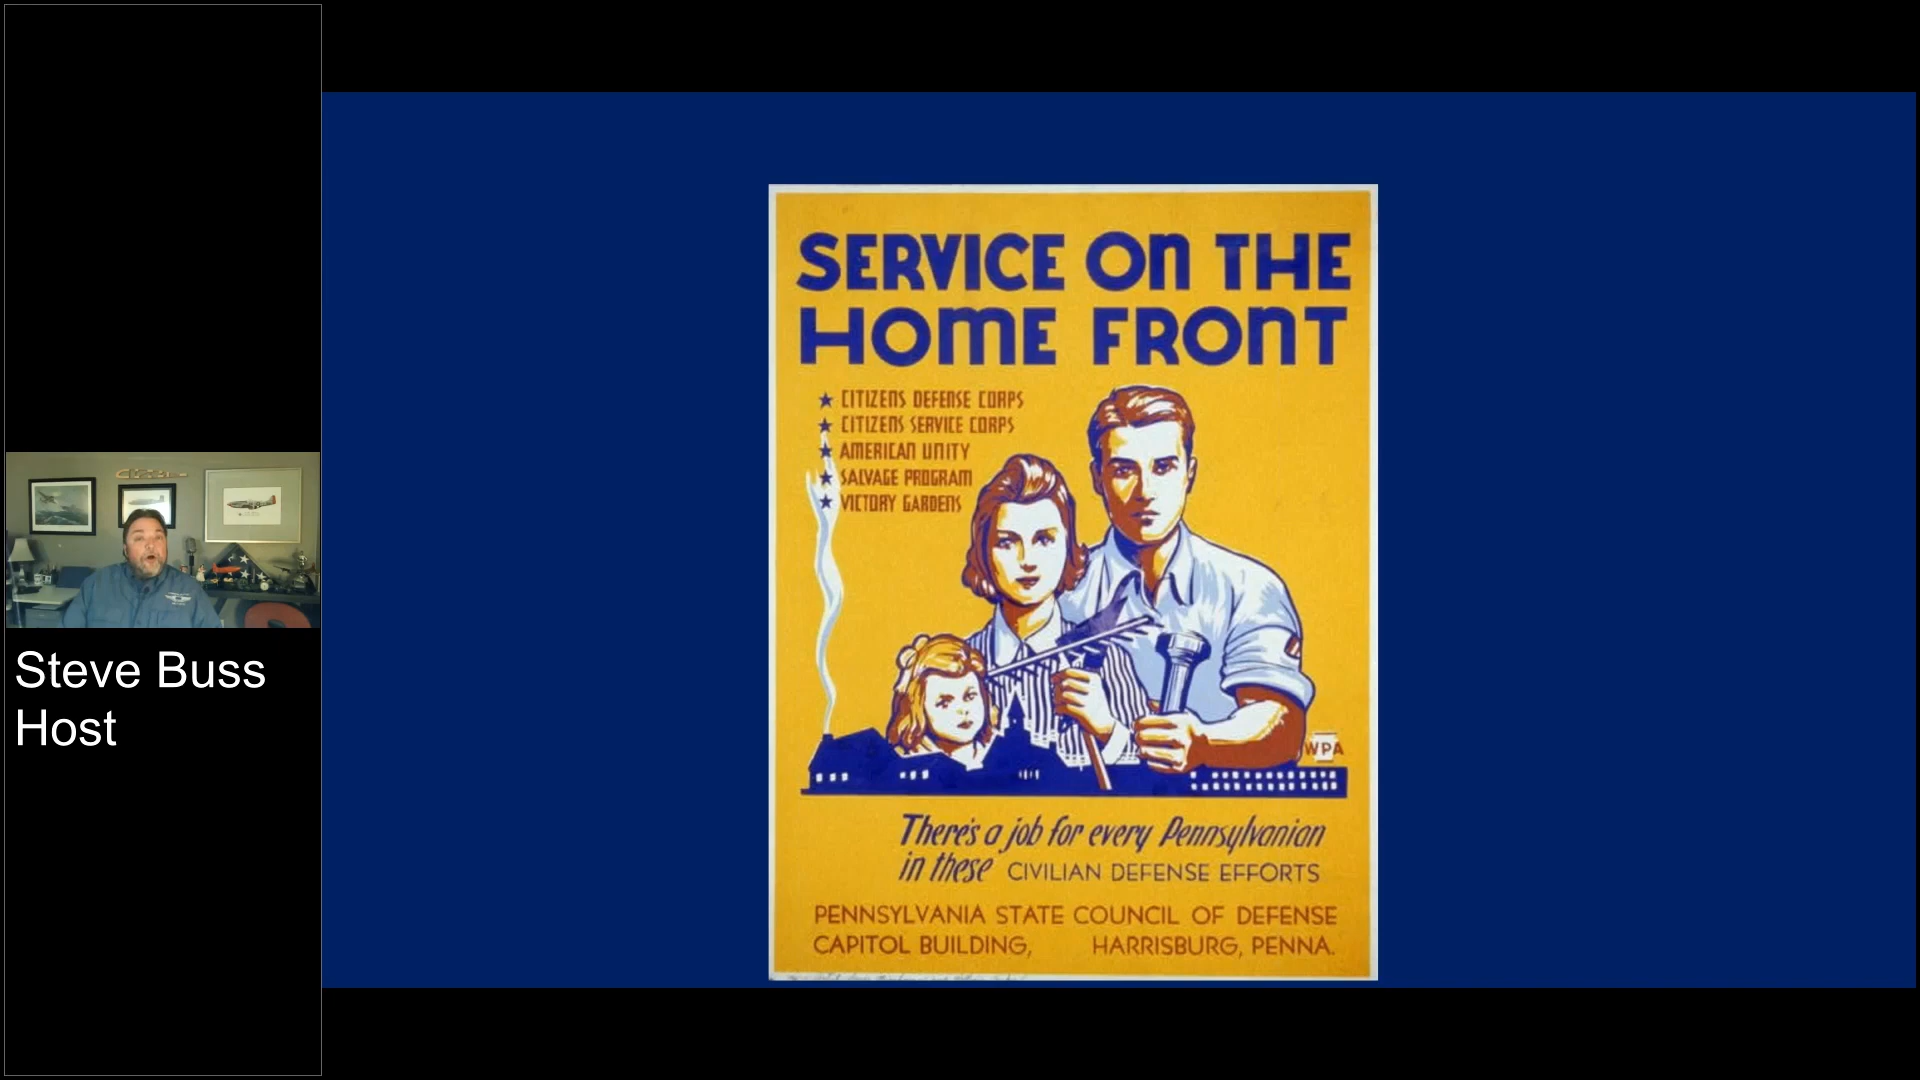 SERVICE ON THE
HOME FRONT
★ CITIZENS DEFENSE CORPS
★ CITIZENS SERVICE CORPS
★ AMERICAN UNITY
★ SALVAGE PROGRAM
★ VICTORY GARDENS
WPA
There's a job for every Pennsylvanian
in these CIVILIAN DEFENSE EFFORTS
PENNSYLVANIA STATE COUNCIL OF DEFENSE
CAPITOL BUILDING, HARRISBURG, PENNA.
Steve Buss
Host